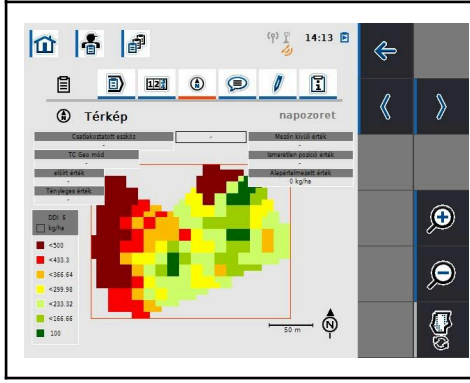 14:13
Térkép
napozoret
Csatlakoztatott eszköz
-
-
Mezőn kívüli érték
-
TC Geo mód
-
Ismeretlen pozíció érték
-
előírt érték
-
Alapértelmezett érték
0 kg/ha
Tényleges érték
-
DDI 6
kg/ha
<500
<433.3
<366.64
<299.98
<233.32
<166.66
100
50 m
N